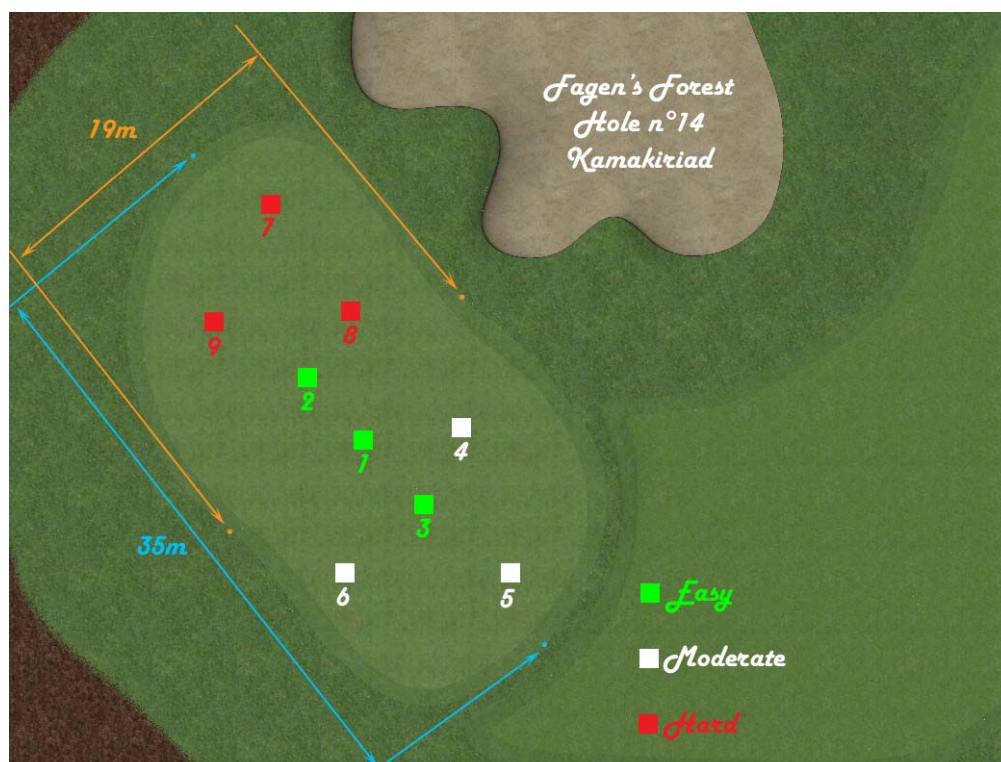 Fagen's Forest
Hole n°14
Kamakiriad
19m
7
9
8
2
4
1
3
35m
6
5
Easy
Moderate
Hard